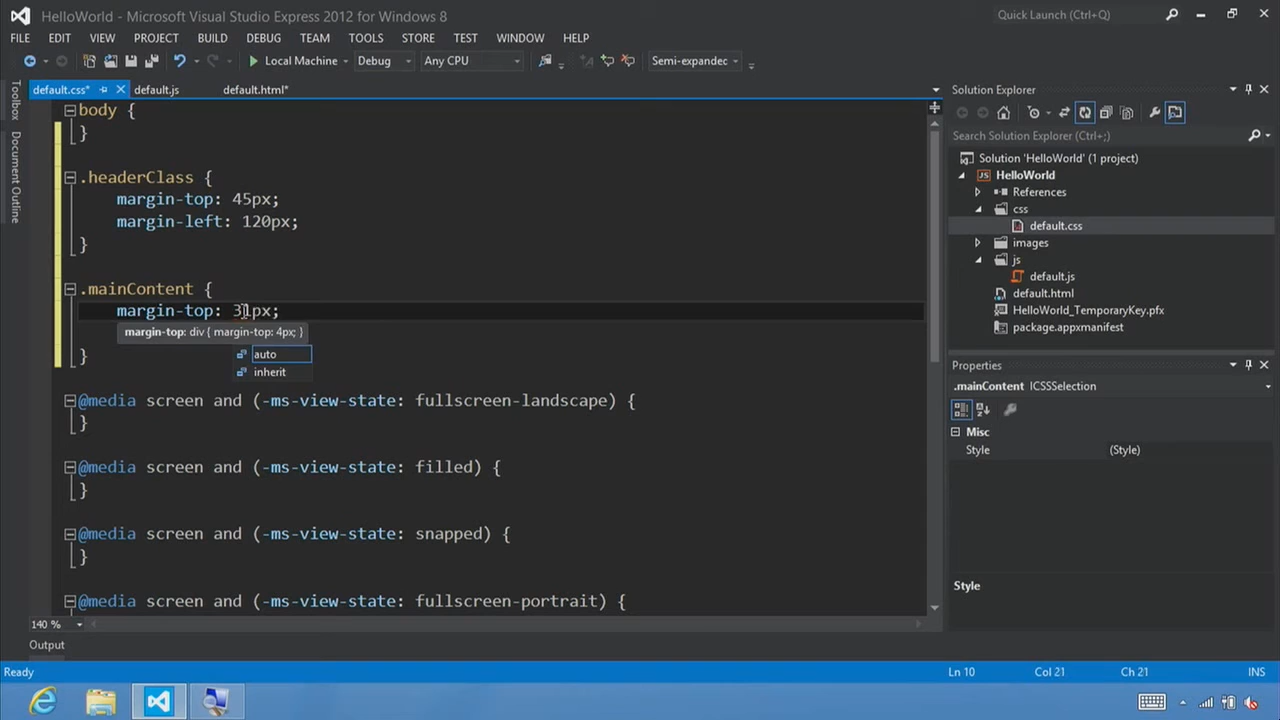 HelloWorld - Microsoft Visual Studio Express 2012 for Windows 8
Quick Launch (Ctrl+Q)
FILE EDIT VIEW PROJECT BUILD DEBUG TEAM TOOLS STORE TEST WINDOW HELP
Local Machine Debug Any CPU Semi-expandec
Toolbox
Document Outline
default.css* default.js default.html*
body {
}
.headerClass {
margin-top: 45px;
margin-left: 120px;
}
.mainContent {
margin-top: 31px;
margin-top: div { margin-top: 4px; }
auto
inherit
}
@media screen and (-ms-view-state: fullscreen-landscape) {
}
@media screen and (-ms-view-state: filled) {
}
@media screen and (-ms-view-state: snapped) {
}
@media screen and (-ms-view-state: fullscreen-portrait) {
140 %
Output
Solution Explorer
Search Solution Explorer (Ctrl+;)
Solution 'HelloWorld' (1 project)
JS HelloWorld
References
css
default.css
images
js
default.js
default.html
HelloWorld_TemporaryKey.pfx
package.appxmanifest
Properties
.mainContent ICSSSelection
Misc
Style (Style)
Style
Ready Ln 10 Col 21 Ch 21 INS